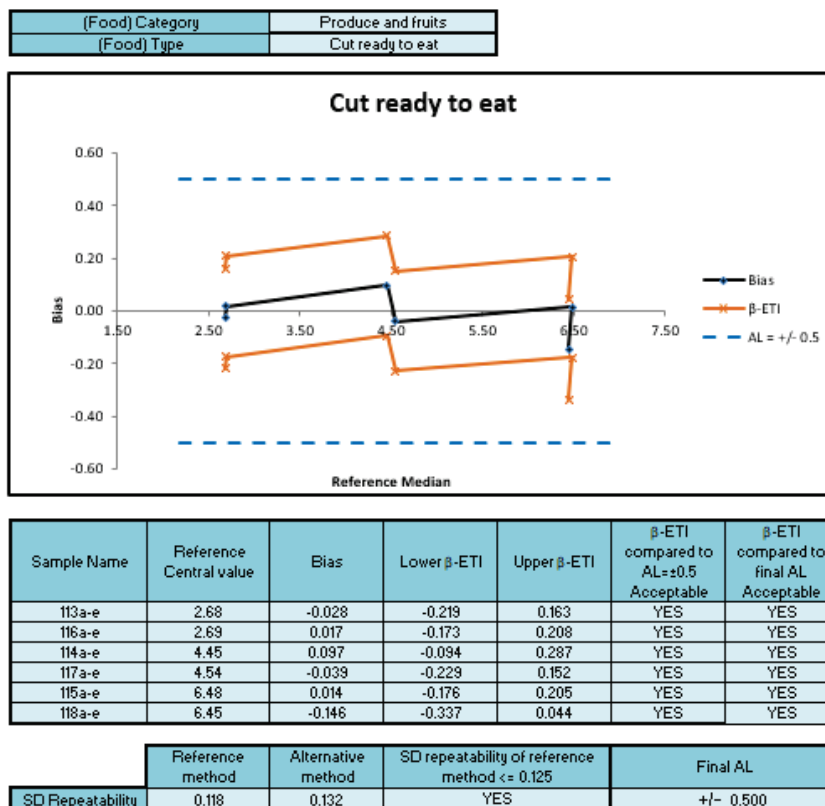 (Food) Category Produce and fruits
(Food) Type Cut ready to eat
Cut ready to eat
0.60
0.40
0.20
0.00
-0.20
-0.40
-0.60
1.50 2.50 3.50 4.50 5.50 6.50 7.50
Bias
Reference Median
Bias
β-ETI
AL = +/- 0.5
Sample Name Reference Central value Bias Lower β-ETI Upper β-ETI β-ETI compared to AL=±0.5 Acceptable β-ETI compared to final AL Acceptable
113a-e 2.68 -0.028 -0.219 0.163 YES YES
116a-e 2.69 0.017 -0.173 0.208 YES YES
114a-e 4.45 0.097 -0.094 0.287 YES YES
117a-e 4.54 -0.039 -0.229 0.152 YES YES
115a-e 6.48 0.014 -0.176 0.205 YES YES
118a-e 6.45 -0.146 -0.337 0.044 YES YES
Reference method Alternative method SD repeatability of reference method <= 0.125 Final AL
SD Repeatability 0.118 0.132 YES +/- 0.500